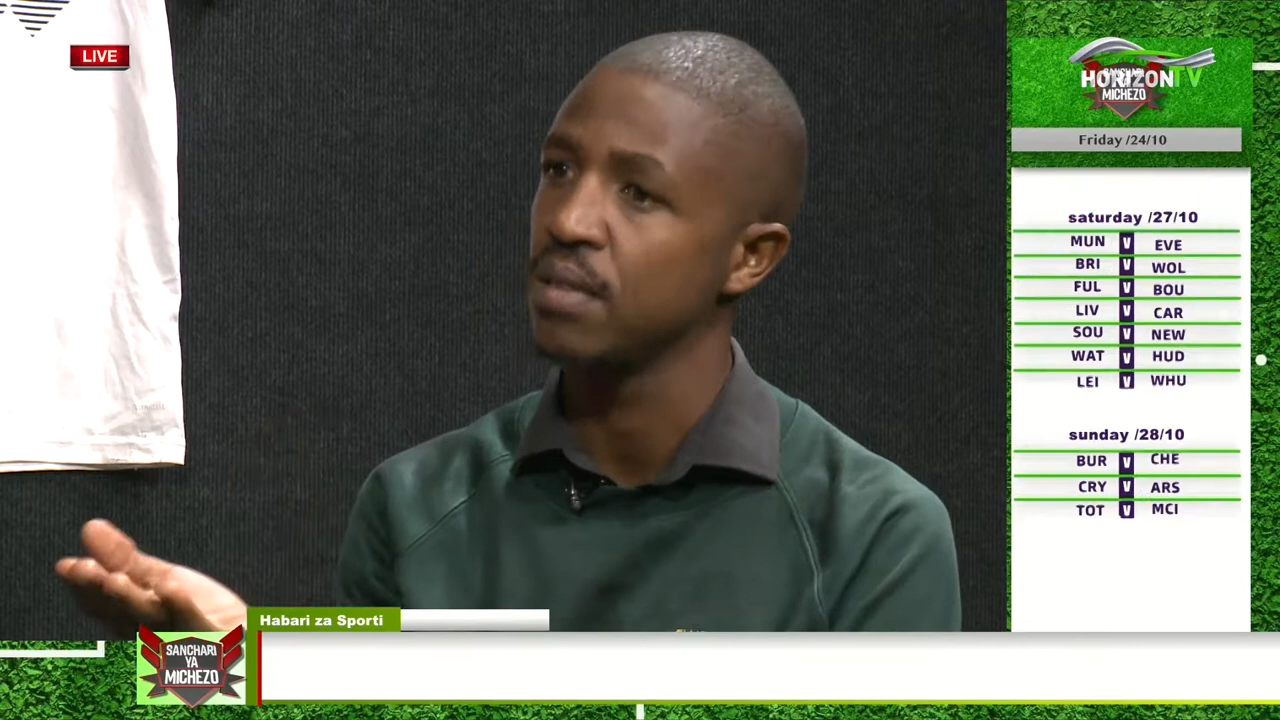 LIVE
SANCHARI
YA
MICHEZO
HORIZON TV
Friday /24/10
saturday /27/10
MUN V EVE
BRI V WOL
FUL V BOU
LIV V CAR
SOU V NEW
WAT V HUD
LEI V WHU
sunday /28/10
BUR V CHE
CRY V ARS
TOT V MCI
Habari za Sporti
SANCHARI
YA
MICHEZO